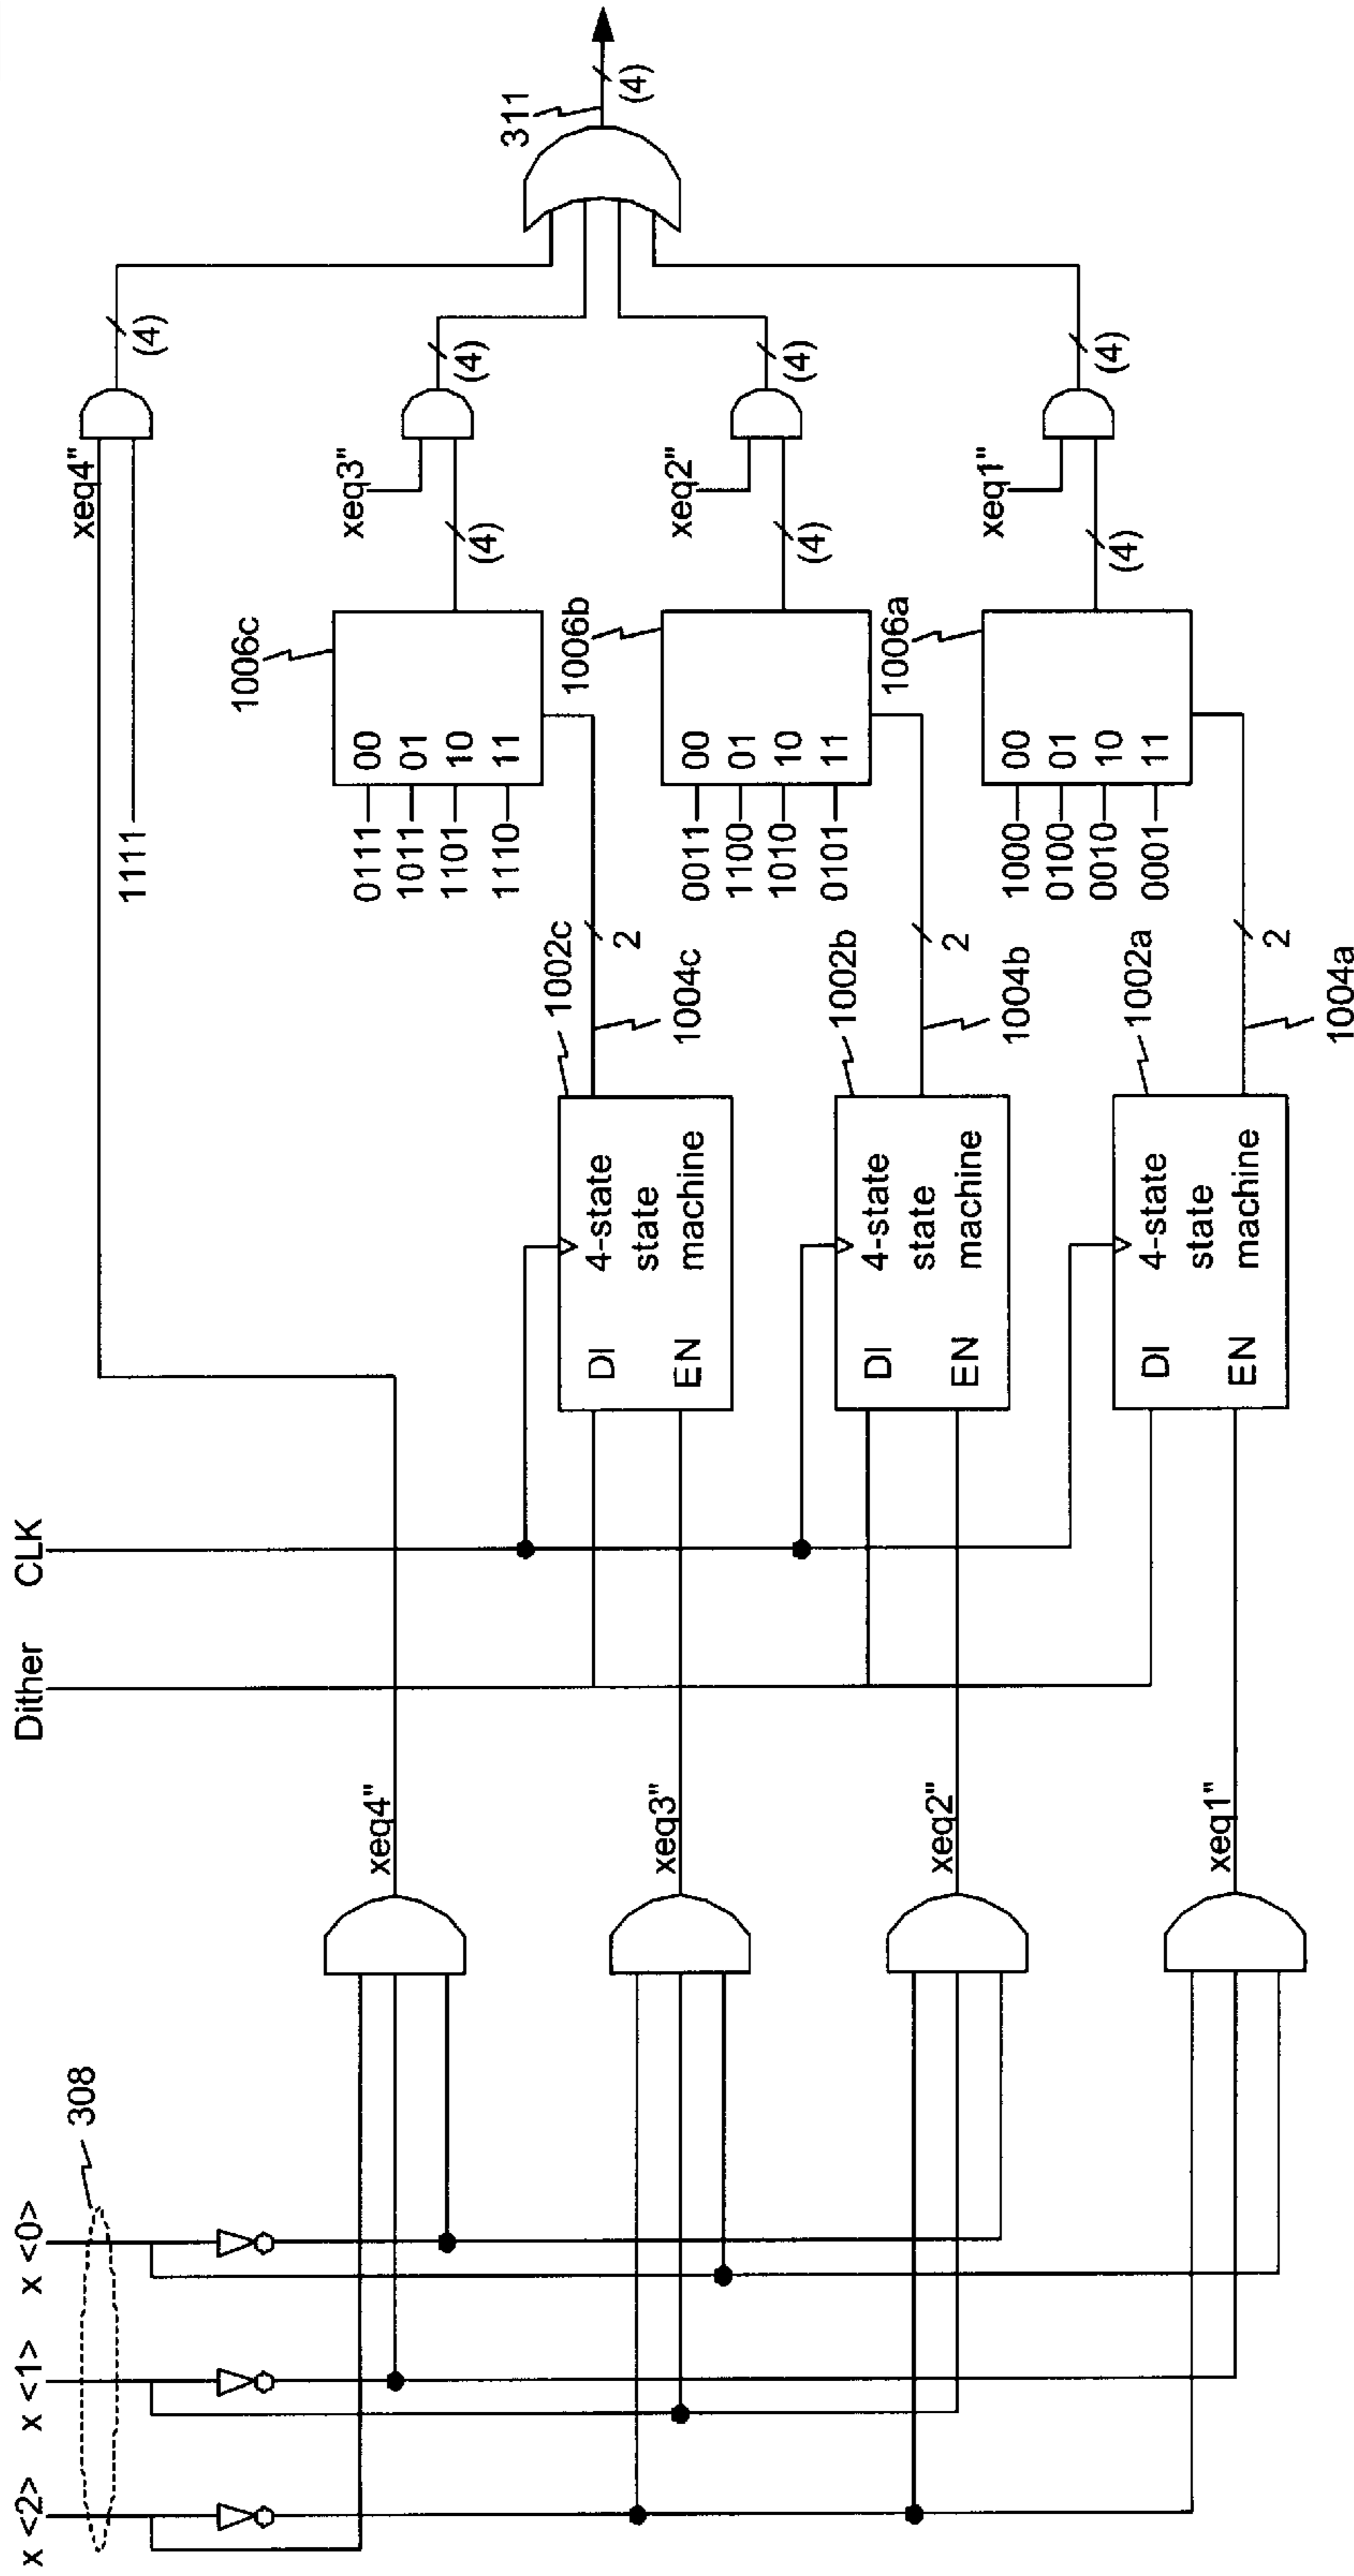 x <2>
x <1>
x <0>
308
Dither
CLK
xeq4"
xeq3"
xeq2"
xeq1"
DI
EN
4-state
state
machine
1002c
1004c
2
DI
EN
4-state
state
machine
1002b
1004b
2
DI
EN
4-state
state
machine
1002a
1004a
2
1111
xeq4"
(4)
0111 00
1011 01
1101 10
1110 11
1006c
(4)
xeq3"
(4)
0011 00
1100 01
1010 10
0101 11
1006b
(4)
xeq2"
(4)
1000 00
0100 01
0010 10
0001 11
1006a
(4)
xeq1"
(4)
311
(4)